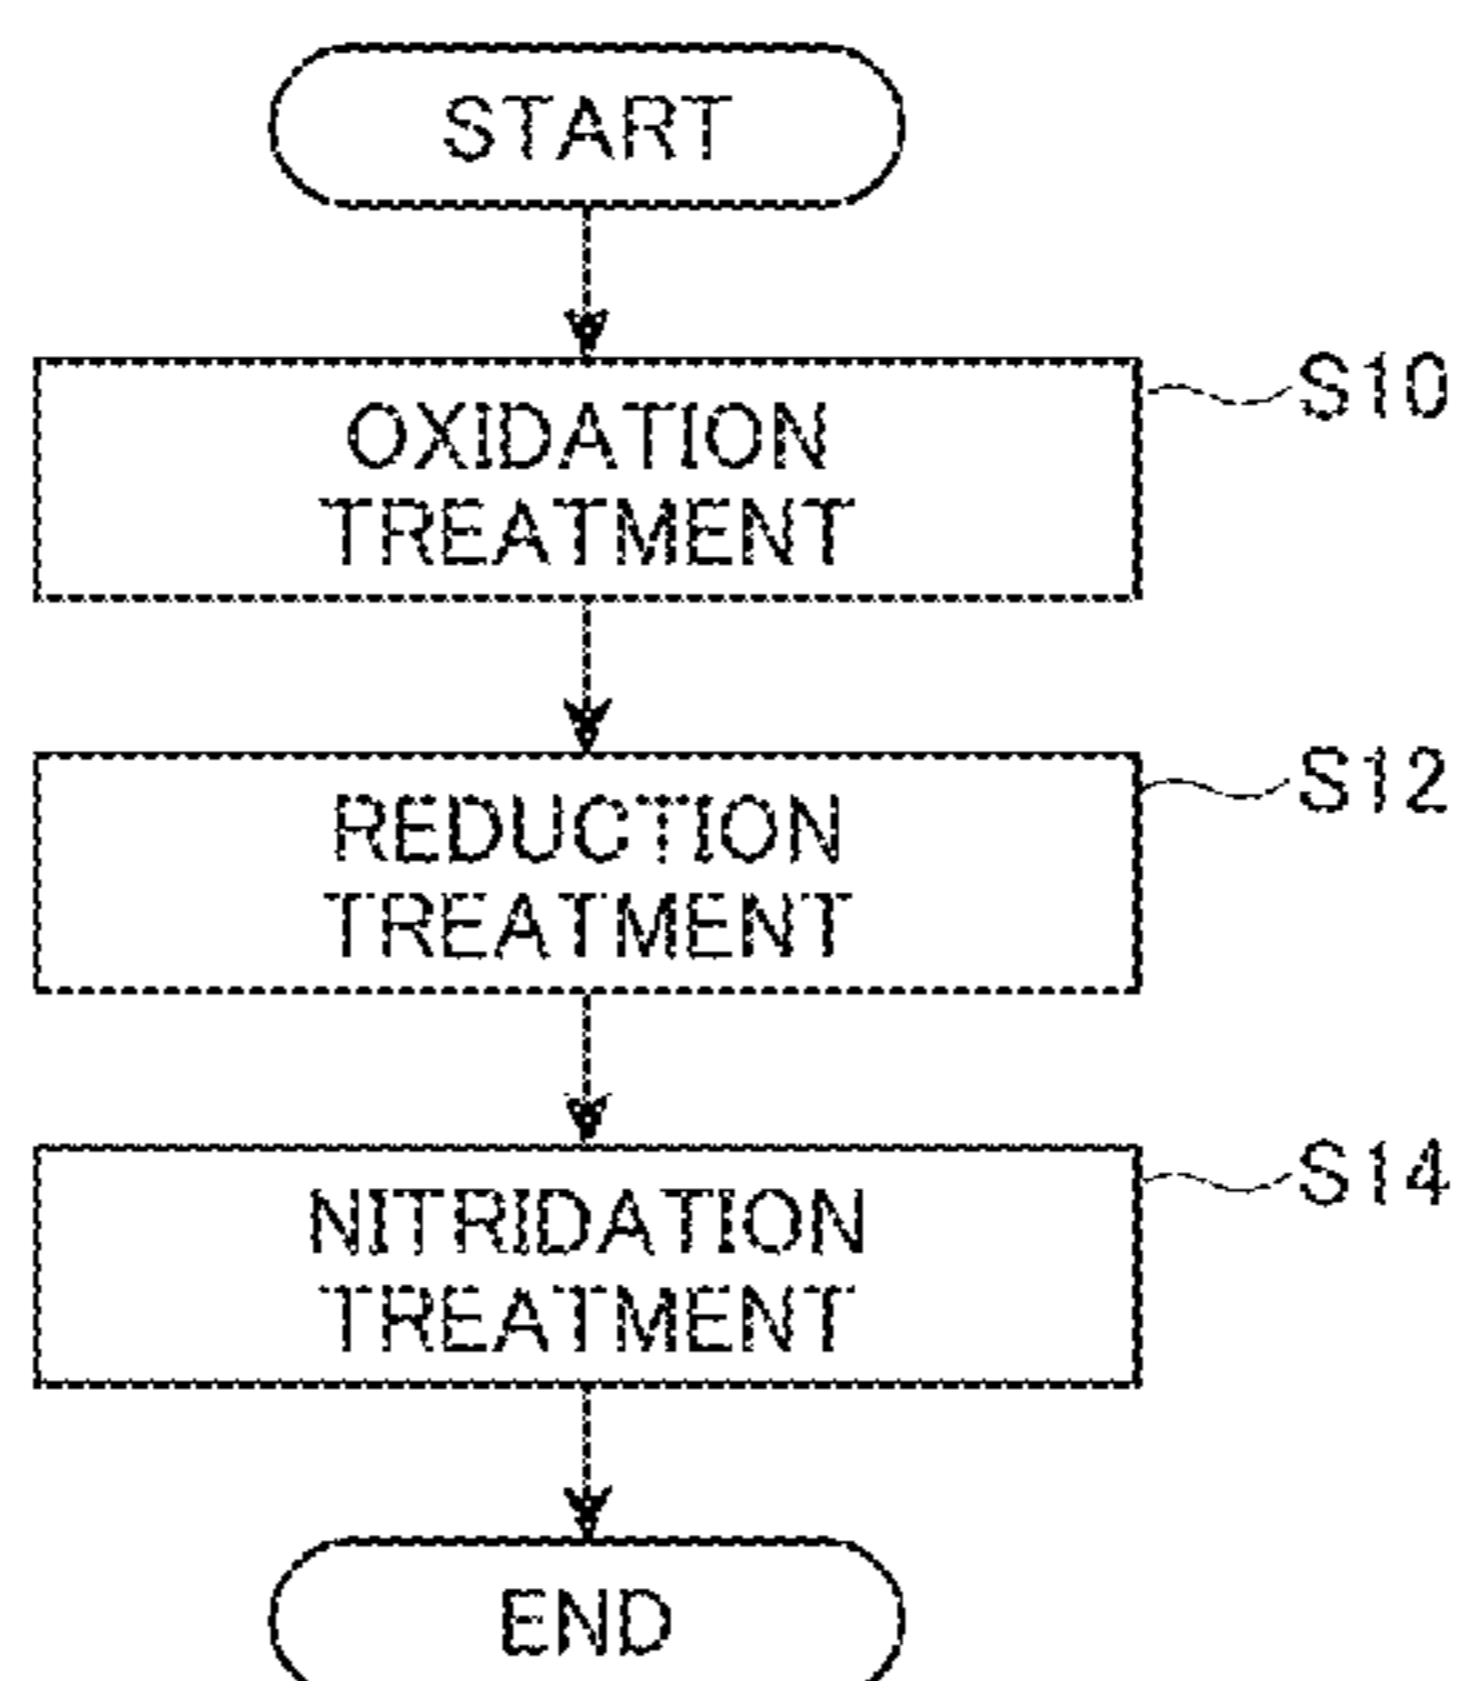 START
OXIDATION
TREATMENT
S10
REDUCTION
TREATMENT
S12
NITRIDATION
TREATMENT
S14
END